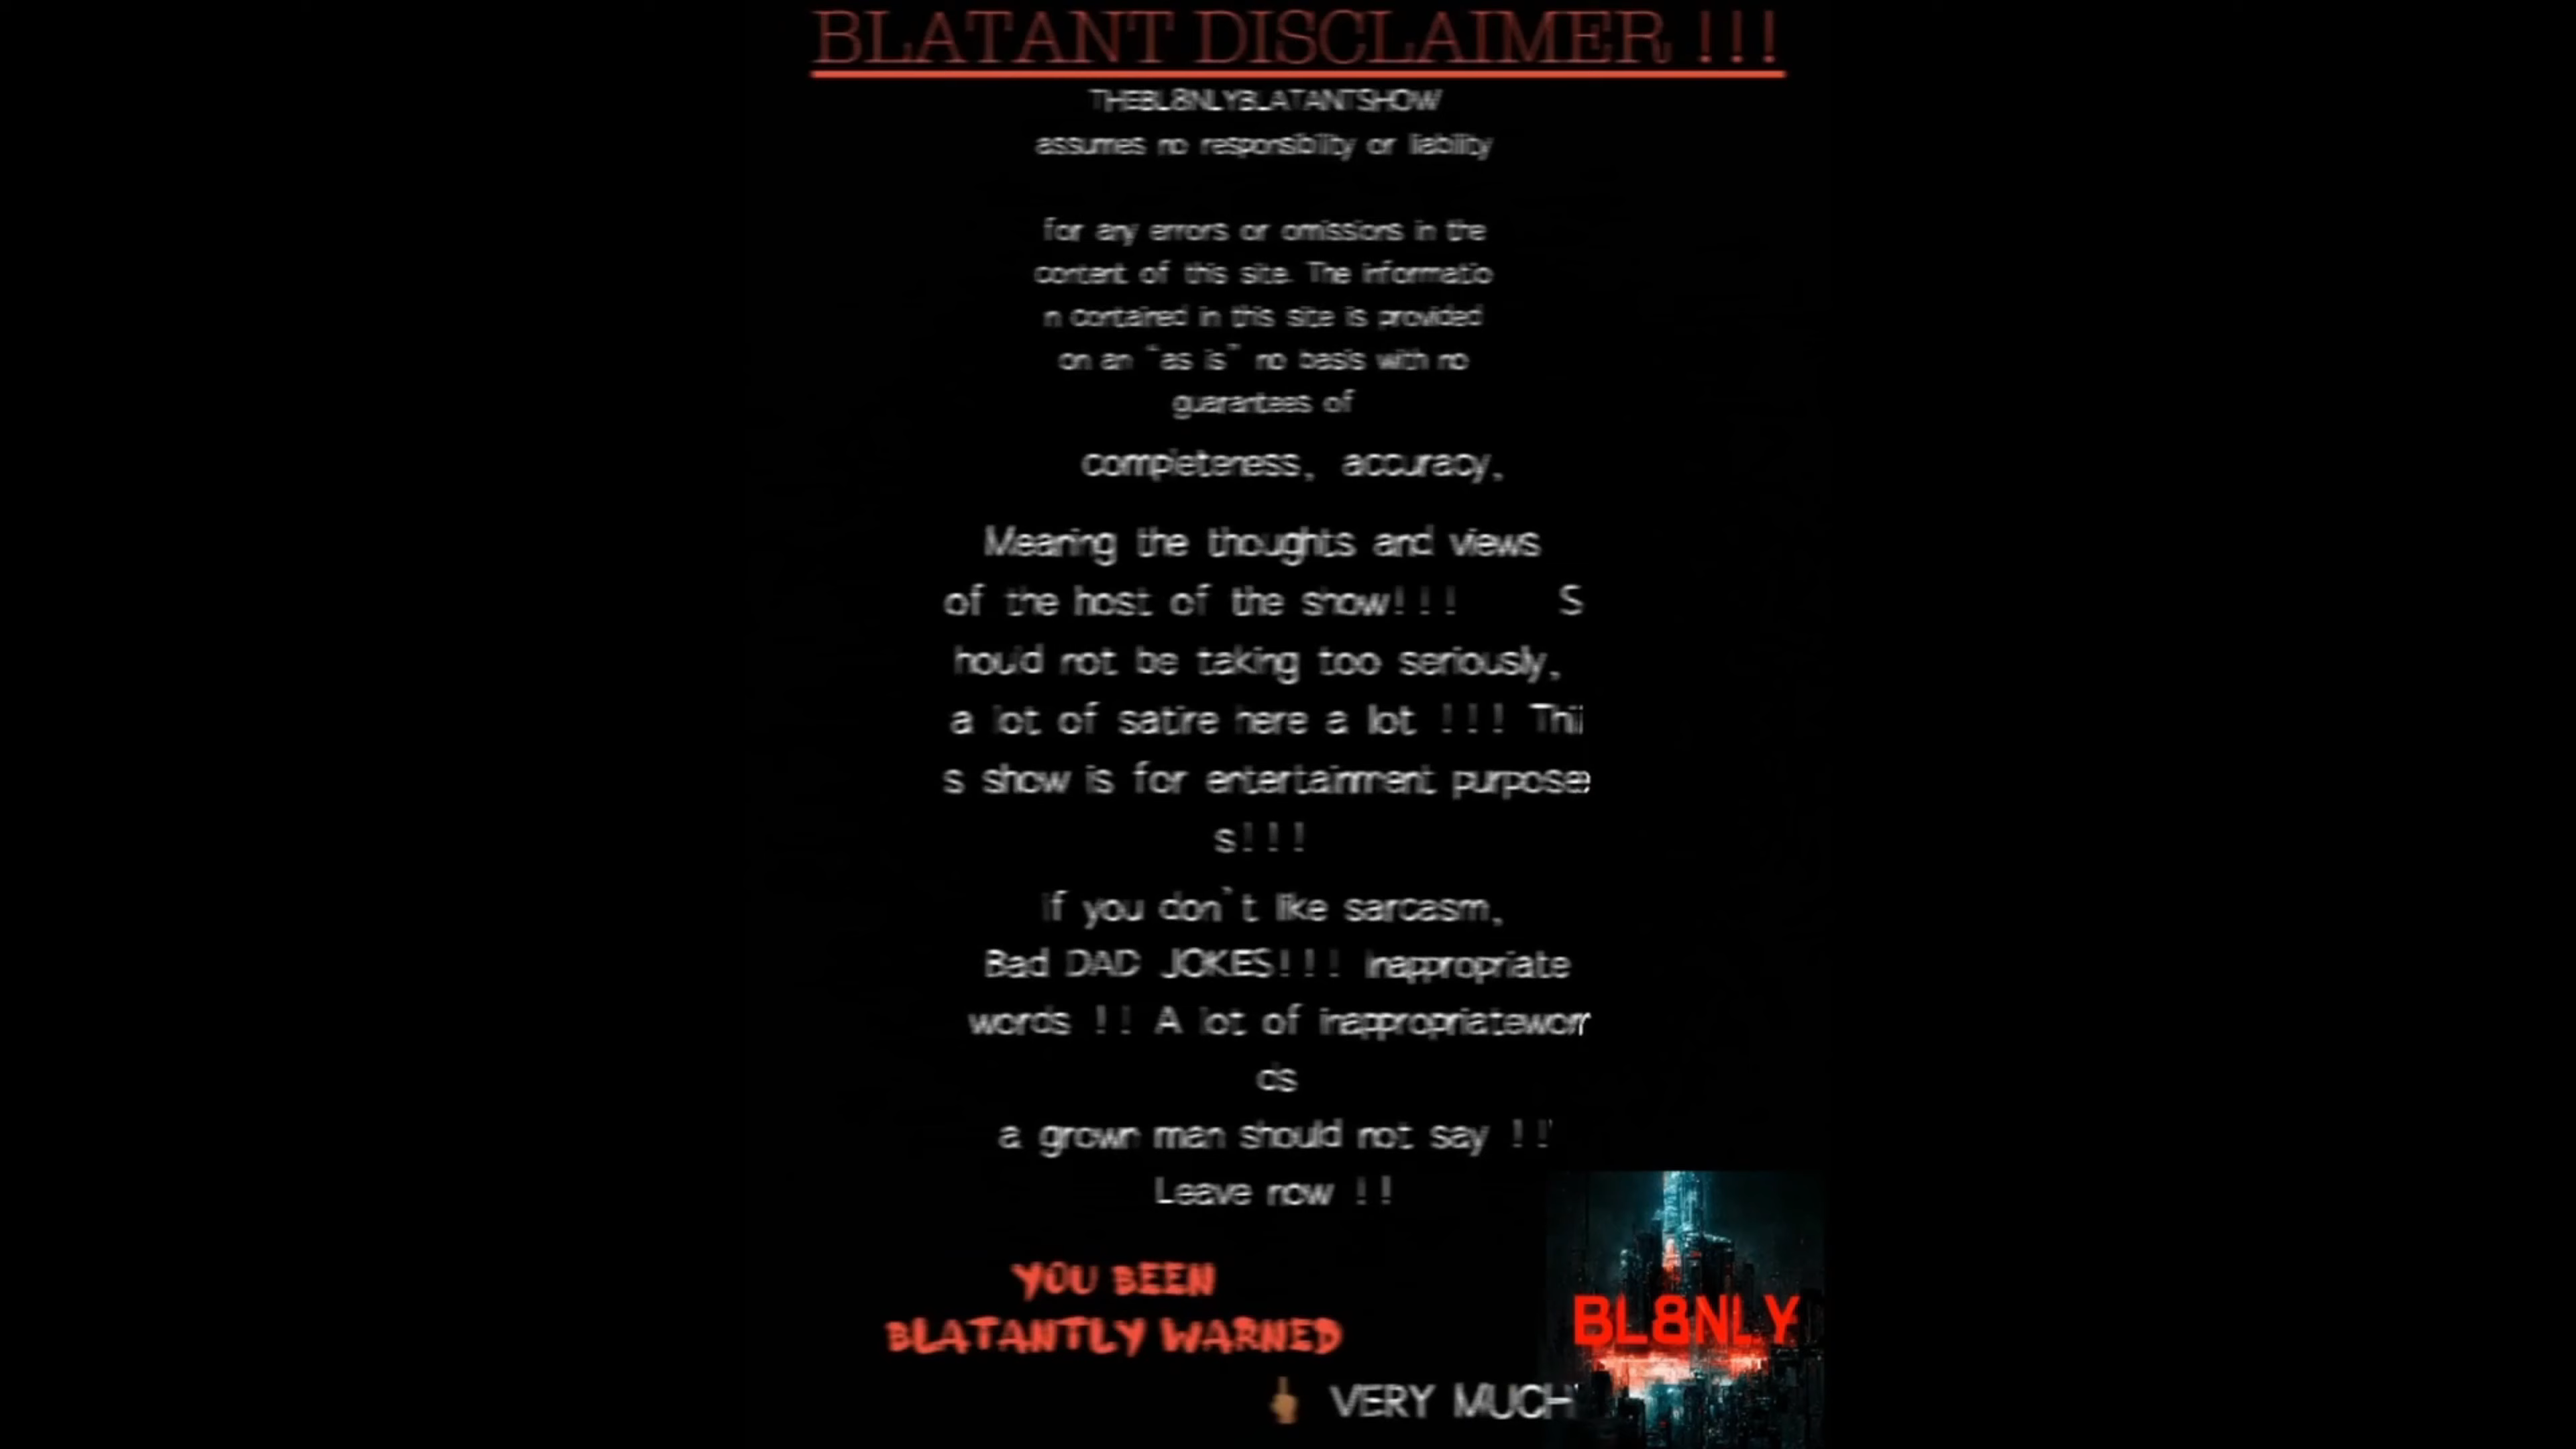 BLATANT DISCLAIMER !!!
THEBL8NLYBLATANTSHOW
assumes no responsibility or liability
for any errors or omissions in the
content of this site. The informatio
n contained in this site is provided
on an "as is" no basis with no
guarantees of
completeness, accuracy,
Meaning the thoughts and views
of the host of the show!!! S
hould not be taking too seriously,
a lot of satire here a lot !!! Thi
s show is for entertainment purpose
s!!!
if you don't like sarcasm,
Bad DAD JOKES!!! Inappropriate
words !! A lot of inappropriatewor
ds
a grown man should not say !!
Leave now !!
YOU BEEN
BLATANTLY WARNED
🖕🏽 VERY MUCH
BL8NLY